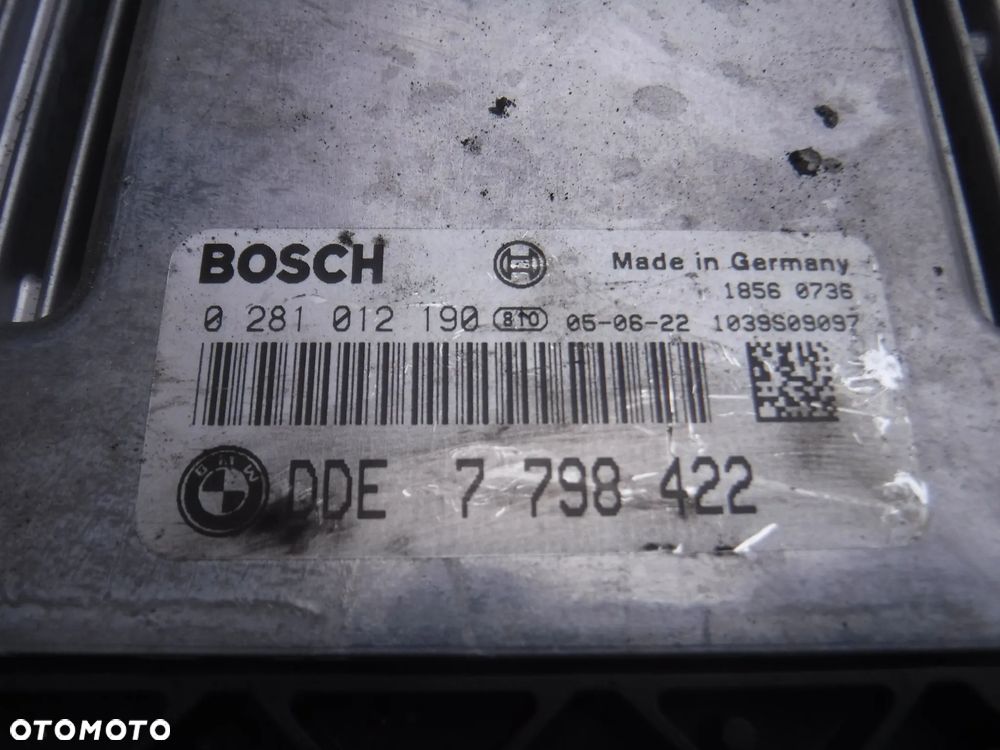 BOSCH
Made in Germany
1856 0736
0 281 012 190 810 05-06-22 1039S09097
BMW
DDE 7 798 422
OTOMOTO